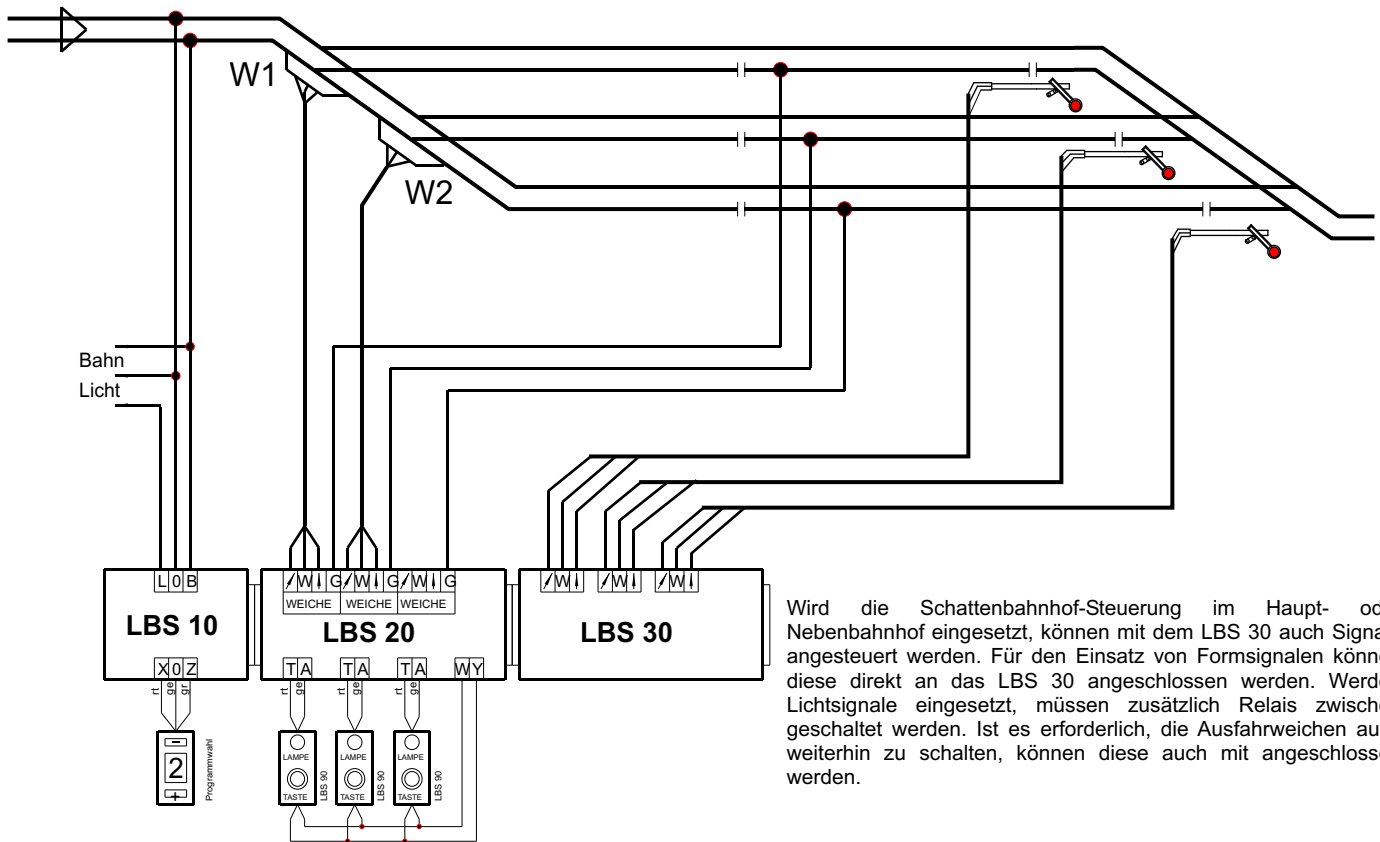 W1
W2
Bahn
Licht
L 0 B
LBS 10
X 0 Z
rt ge gr
2
Programmwahl
W G W G W G
WEICHE WEICHE WEICHE
LBS 20
T A T A T A W Y
rt ge rt ge rt ge
LAMPE LAMPE LAMPE
TASTE TASTE TASTE
LBS 90 LBS 90 LBS 90
W W W
LBS 30
Wird die Schattenbahnhof-Steuerung im Haupt- od
Nebenbahnhof eingesetzt, können mit dem LBS 30 auch Signa
angesteuert werden. Für den Einsatz von Formsignalen könne
diese direkt an das LBS 30 angeschlossen werden. Werde
Lichtsignale eingesetzt, müssen zusätzlich Relais zwische
geschaltet werden. Ist es erforderlich, die Ausfahrweichen au
weiterhin zu schalten, können diese auch mit angeschlosse
werden.